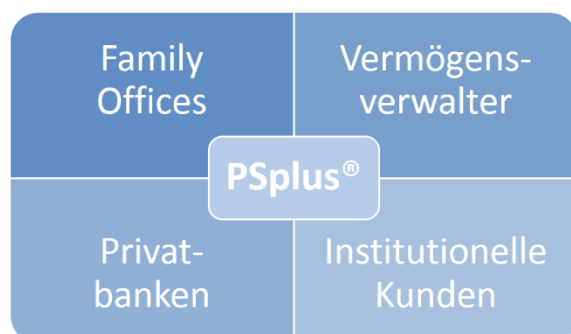 Family
Offices
Vermögens-
verwalter
PSplus®
Privat-
banken
Institutionelle
Kunden